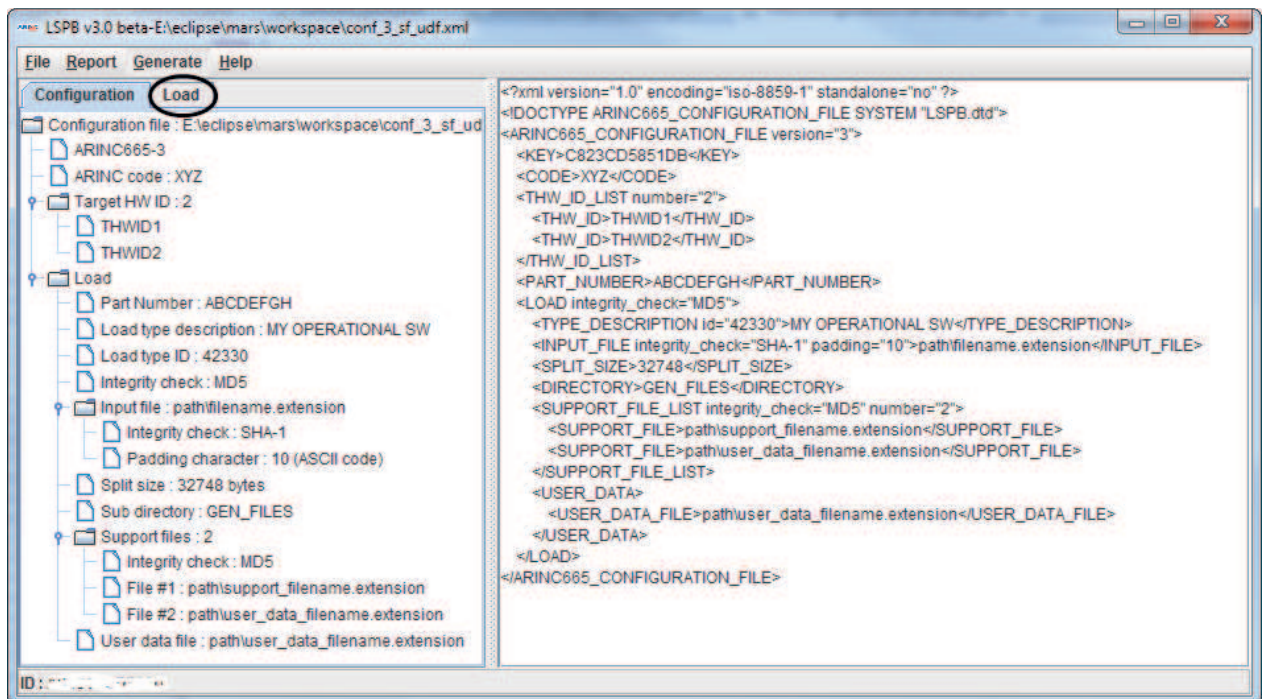 ARINC LSPB v3.0 beta-E:\eclipse\mars\workspace\conf_3_sf_udf.xml
File Report Generate Help
Configuration Load
Configuration file : E:\eclipse\mars\workspace\conf_3_sf_ud
ARINC665-3
ARINC code : XYZ
Target HW ID : 2
THWID1
THWID2
Load
Part Number : ABCDEFGH
Load type description : MY OPERATIONAL SW
Load type ID : 42330
Integrity check : MD5
Input file : path\filename.extension
Integrity check : SHA-1
Padding character : 10 (ASCII code)
Split size : 32748 bytes
Sub directory : GEN_FILES
Support files : 2
Integrity check : MD5
File #1 : path\support_filename.extension
File #2 : path\user_data_filename.extension
User data file : path\user_data_filename.extension
<?xml version="1.0" encoding="iso-8859-1" standalone="no" ?>
<!DOCTYPE ARINC665_CONFIGURATION_FILE SYSTEM "LSPB.dtd">
<ARINC665_CONFIGURATION_FILE version="3">
<KEY>C823CD5851DB</KEY>
<CODE>XYZ</CODE>
<THW_ID_LIST number="2">
<THW_ID>THWID1</THW_ID>
<THW_ID>THWID2</THW_ID>
</THW_ID_LIST>
<PART_NUMBER>ABCDEFGH</PART_NUMBER>
<LOAD integrity_check="MD5">
<TYPE_DESCRIPTION id="42330">MY OPERATIONAL SW</TYPE_DESCRIPTION>
<INPUT_FILE integrity_check="SHA-1" padding="10">path\filename.extension</INPUT_FILE>
<SPLIT_SIZE>32748</SPLIT_SIZE>
<DIRECTORY>GEN_FILES</DIRECTORY>
<SUPPORT_FILE_LIST integrity_check="MD5" number="2">
<SUPPORT_FILE>path\support_filename.extension</SUPPORT_FILE>
<SUPPORT_FILE>path\user_data_filename.extension</SUPPORT_FILE>
</SUPPORT_FILE_LIST>
<USER_DATA>
<USER_DATA_FILE>path\user_data_filename.extension</USER_DATA_FILE>
</USER_DATA>
</LOAD>
</ARINC665_CONFIGURATION_FILE>
ID :